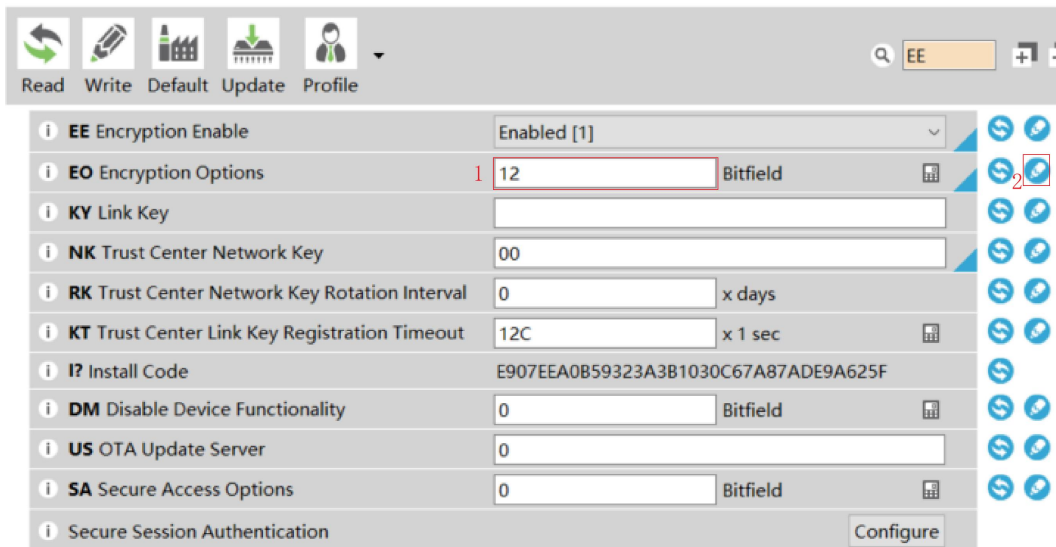 Read Write Default Update Profile EE
EE Encryption Enable Enabled [1]
EO Encryption Options 1 12 Bitfield 2
KY Link Key
NK Trust Center Network Key 00
RK Trust Center Network Key Rotation Interval 0 x days
KT Trust Center Link Key Registration Timeout 12C x 1 sec
I? Install Code E907EEA0B59323A3B1030C67A87ADE9A625F
DM Disable Device Functionality 0 Bitfield
US OTA Update Server 0
SA Secure Access Options 0 Bitfield
Secure Session Authentication Configure